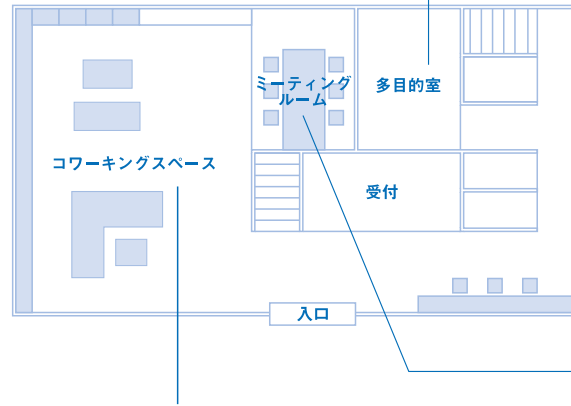 ミーティング
ルーム
多目的室
コワーキングスペース
受付
入口